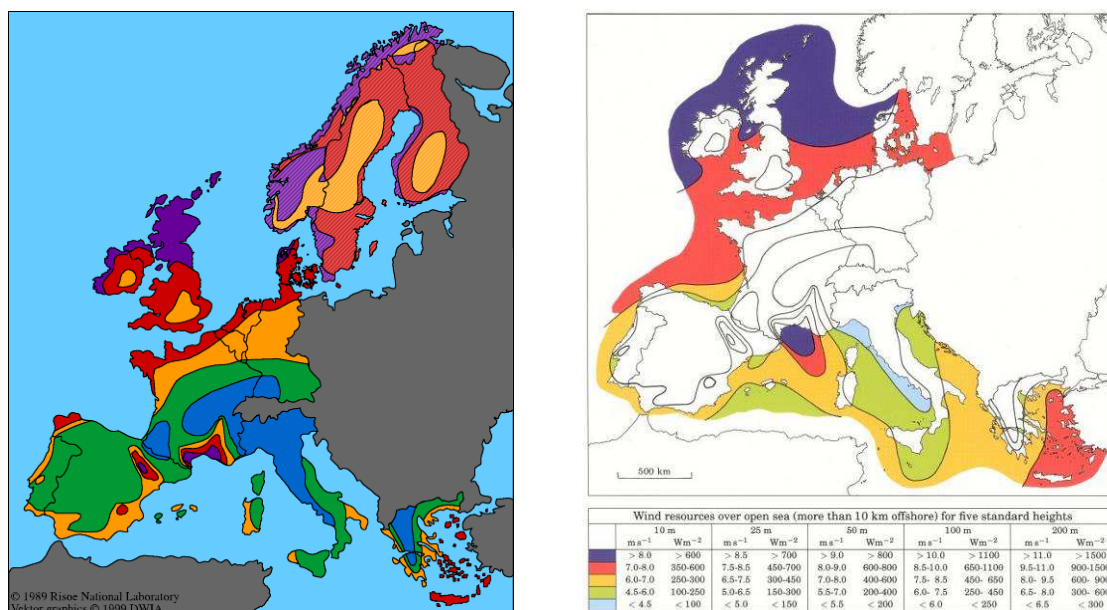 © 1989 Risoe National Laboratory
Vektor graphics © 1999 DWIA
500 km
Wind resources over open sea (more than 10 km offshore) for five standard heights
10 m 25 m 50 m 100 m 200 m
m s⁻¹ Wm⁻² m s⁻¹ Wm⁻² m s⁻¹ Wm⁻² m s⁻¹ Wm⁻² m s⁻¹ Wm⁻²
> 8.0 > 600 > 8.5 > 700 > 9.0 > 800 > 10.0 > 1100 > 11.0 > 1500
7.0-8.0 350-600 7.5-8.5 450-700 8.0-9.0 600-800 8.5-10.0 650-1100 9.5-11.0 900-150
6.0-7.0 250-300 6.5-7.5 300-450 7.0-8.0 400-600 7.5- 8.5 450- 650 8.0- 9.5 600- 90
4.5-6.0 100-250 5.0-6.5 150-300 5.5-7.0 200-400 6.0- 7.5 250- 450 6.5- 8.0 300- 60
< 4.5 < 100 < 5.0 < 150 < 5.5 < 200 < 6.0 < 250 < 6.5 < 300